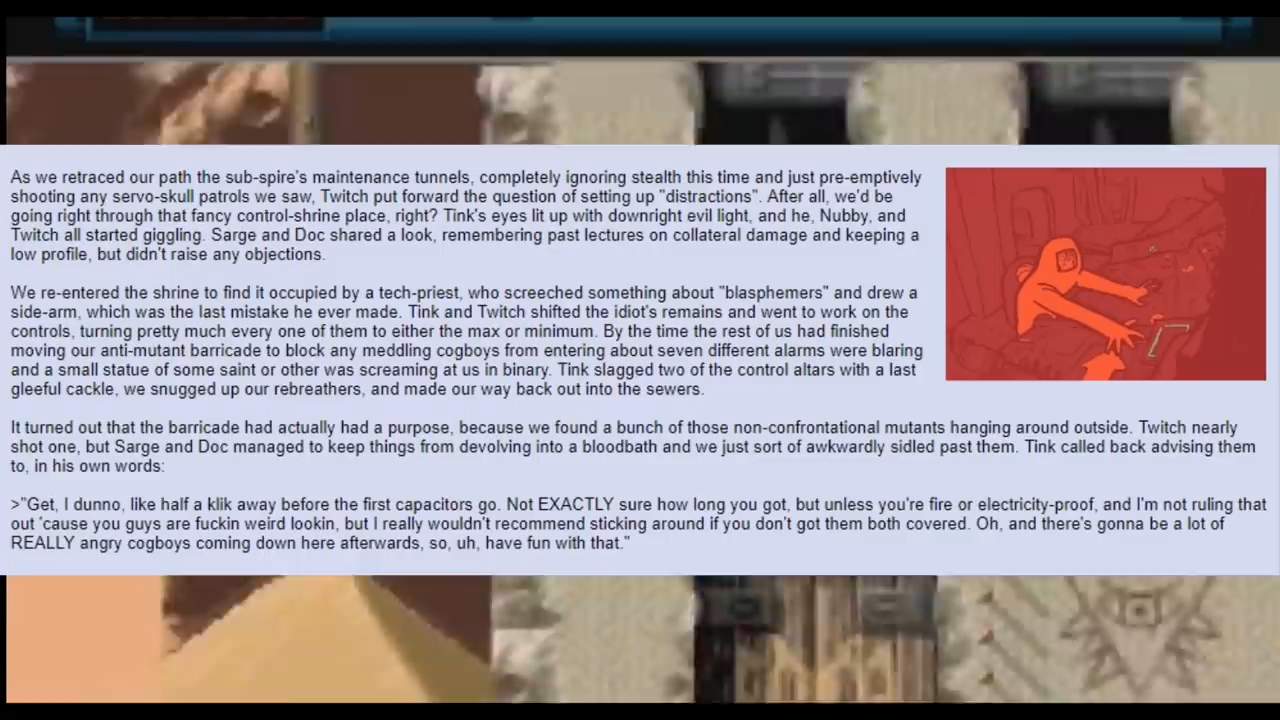 As we retraced our path the sub-spire's maintenance tunnels, completely ignoring stealth this time and just pre-emptively
shooting any servo-skull patrols we saw, Twitch put forward the question of setting up "distractions". After all, we'd be
going right through that fancy control-shrine place, right? Tink's eyes lit up with downright evil light, and he, Nubby, and
Twitch all started giggling. Sarge and Doc shared a look, remembering past lectures on collateral damage and keeping a
low profile, but didn't raise any objections.
We re-entered the shrine to find it occupied by a tech-priest, who screeched something about "blasphemers" and drew a
side-arm, which was the last mistake he ever made. Tink and Twitch shifted the idiot's remains and went to work on the
controls, turning pretty much every one of them to either the max or minimum. By the time the rest of us had finished
moving our anti-mutant barricade to block any meddling cogboys from entering about seven different alarms were blaring
and a small statue of some saint or other was screaming at us in binary. Tink slagged two of the control altars with a last
gleeful cackle, we snugged up our rebreathers, and made our way back out into the sewers.
It turned out that the barricade had actually had a purpose, because we found a bunch of those non-confrontational mutants hanging around outside. Twitch nearly
shot one, but Sarge and Doc managed to keep things from devolving into a bloodbath and we just sort of awkwardly sidled past them. Tink called back advising them
to, in his own words:
>"Get, I dunno, like half a klik away before the first capacitors go. Not EXACTLY sure how long you got, but unless you're fire or electricity-proof, and I'm not ruling that
out 'cause you guys are fuckin weird lookin, but I really wouldn't recommend sticking around if you don't got them both covered. Oh, and there's gonna be a lot of
REALLY angry cogboys coming down here afterwards, so, uh, have fun with that."